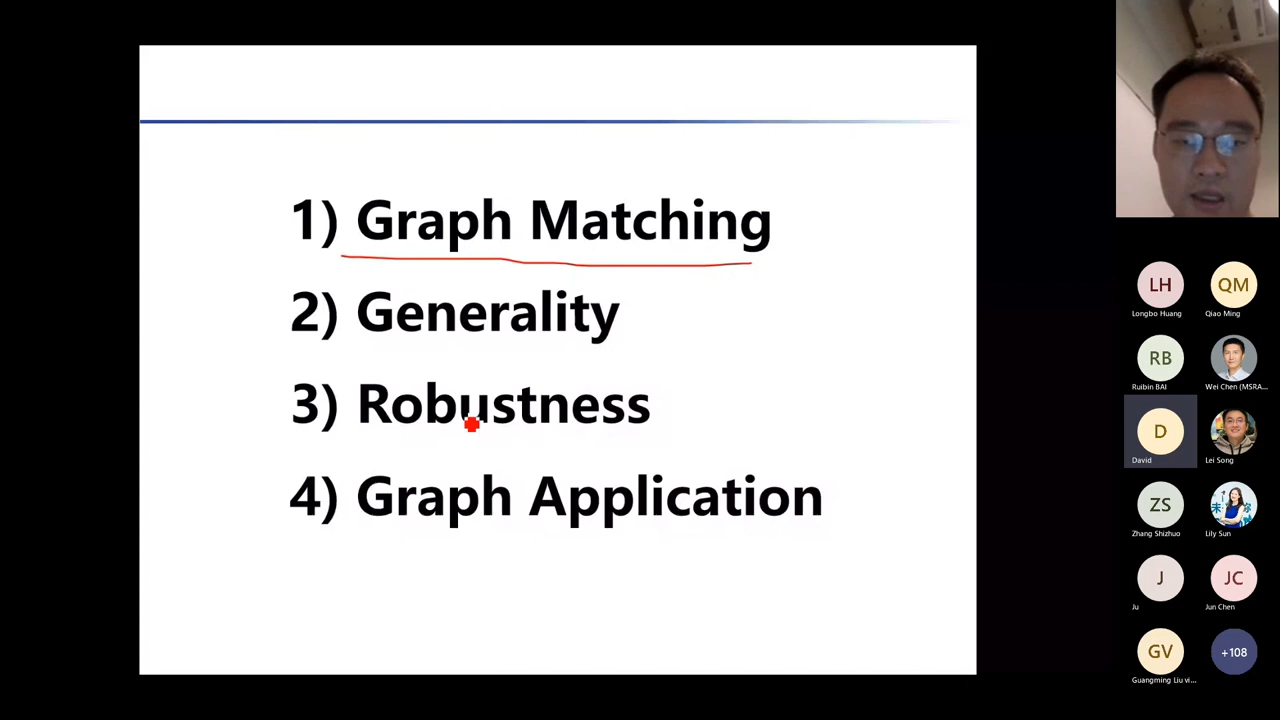 1) Graph Matching
2) Generality
3) Robustness
4) Graph Application
LH
QM
Longbo Huang
Qiao Ming
RB
Ruibin BAI
Wei Chen (MSRA...
D
David
Lei Song
ZS
Zhang Shizhuo
Lily Sun
J
JC
Ju
Jun Chen
GV
+108
Guangming Liu vi...